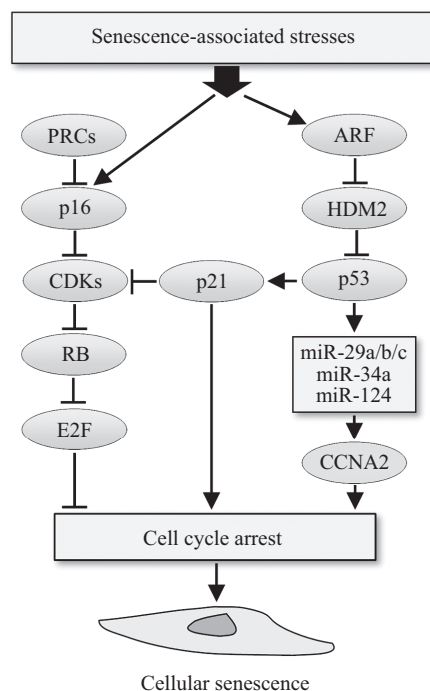 Senescence-associated stresses
PRCs
ARF
p16
HDM2
CDKs
p21
p53
RB
miR-29a/b/c
miR-34a
miR-124
E2F
CCNA2
Cell cycle arrest
Cellular senescence